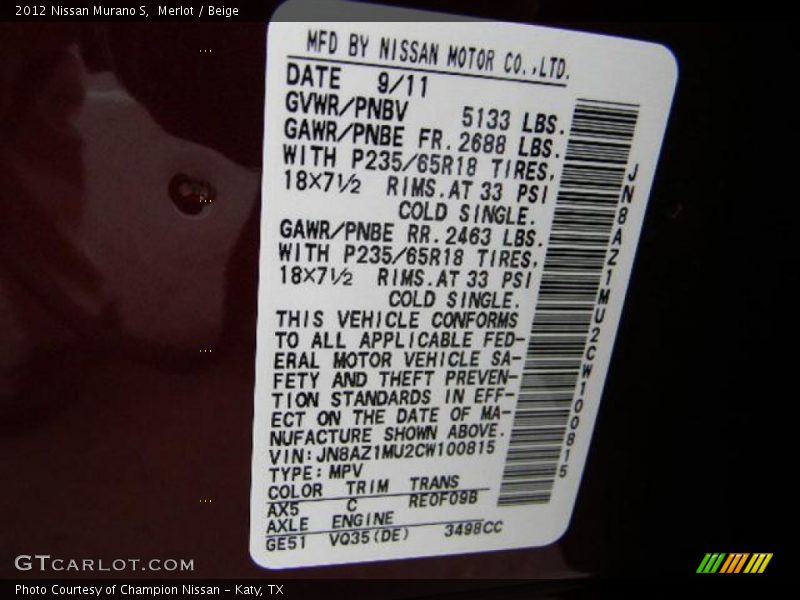 2012 Nissan Murano S, Merlot / Beige
MFD BY NISSAN MOTOR CO.,LTD.
DATE 9/11
GVWR/PNBV 5133 LBS.
GAWR/PNBE FR. 2688 LBS.
WITH P235/65R18 TIRES,
18X7½ RIMS. AT 33 PSI
COLD SINGLE.
GAWR/PNBE RR. 2463 LBS.
WITH P235/65R18 TIRES,
18X7½ RIMS. AT 33 PSI
COLD SINGLE.
THIS VEHICLE CONFORMS
TO ALL APPLICABLE FED-
ERAL MOTOR VEHICLE SA-
FETY AND THEFT PREVEN-
TION STANDARDS IN EFF-
ECT ON THE DATE OF MA-
NUFACTURE SHOWN ABOVE.
VIN:JN8AZ1MU2CW100815
TYPE:MPV
COLOR TRIM TRANS
AX5 C RE0F09B
AXLE ENGINE
GE51 VQ35(DE) 3498CC
JN8AZ1MU2CW100815
GTCARLOT.COM
Photo Courtesy of Champion Nissan - Katy, TX